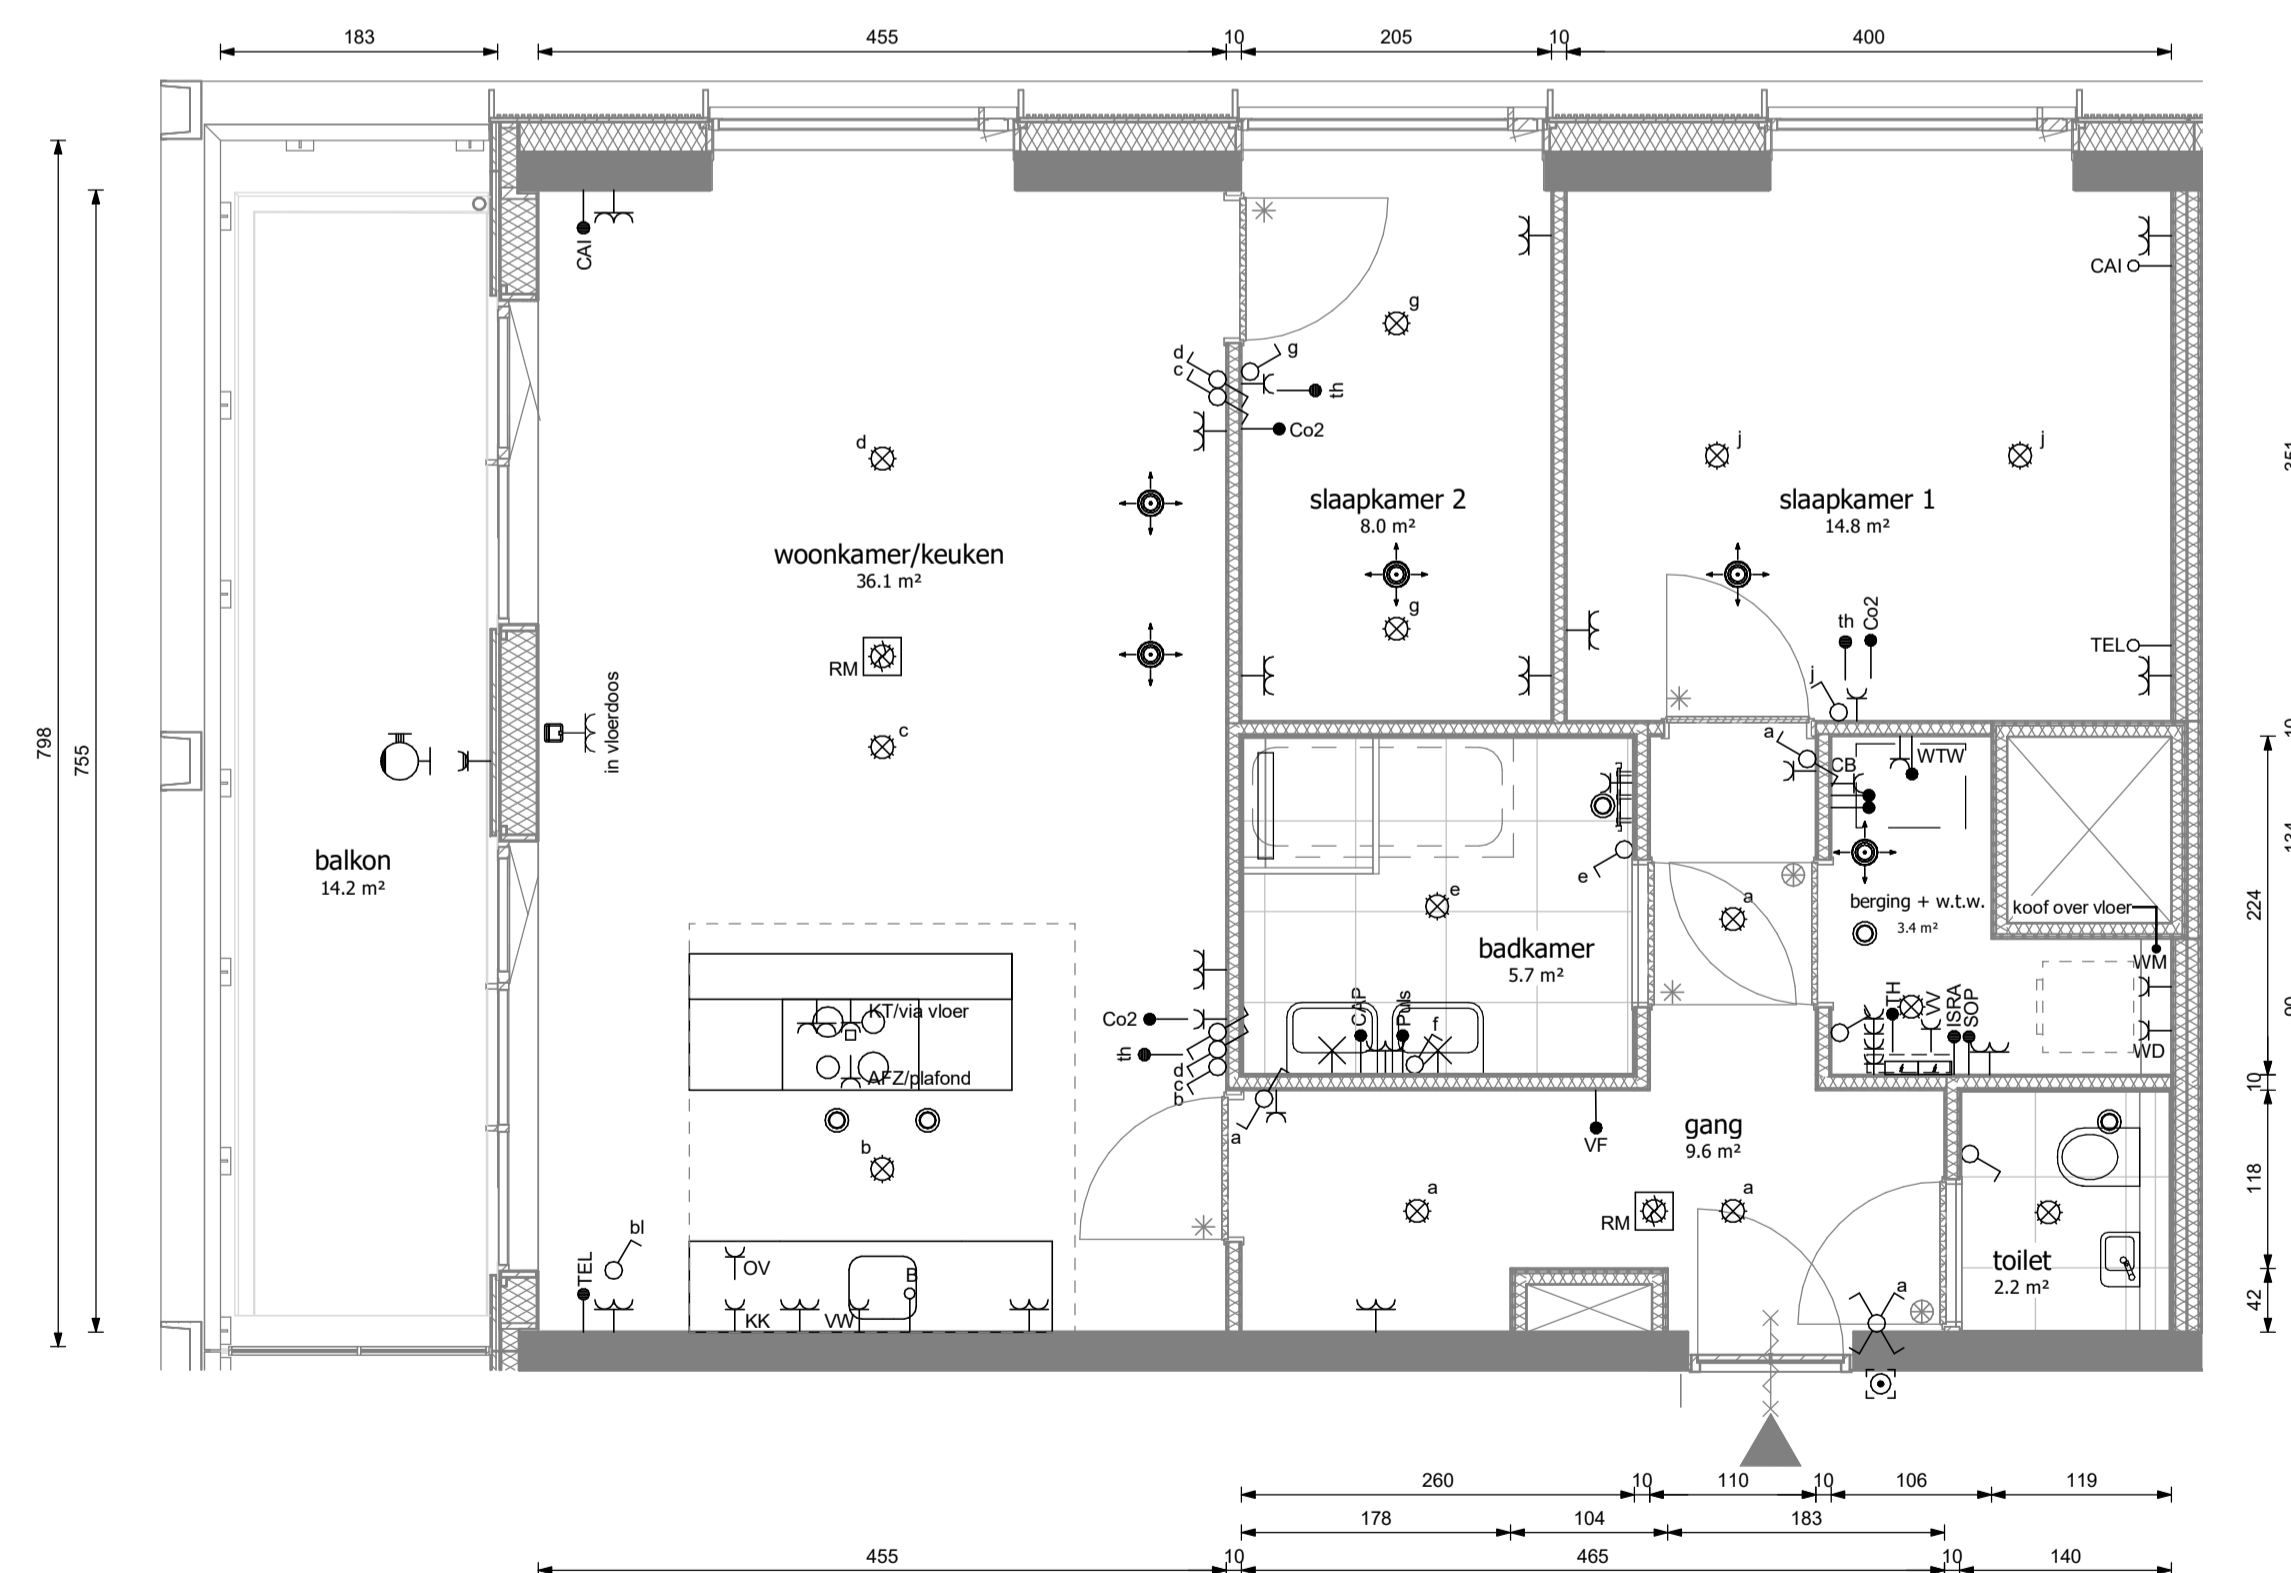 183
455
10
205
10
400
798
755
CAI
CAI
g
d
c
g
th
Co2
d
j
j
351
slaapkamer 2
8.0 m²
slaapkamer 1
14.8 m²
woonkamer/keuken
36.1 m²
g
th
Co2
TEL
RM
j
in vloerdoos
c
a
CB
WTW
10
134
balkon
14.2 m²
e
e
a
berging + w.t.w.
3.4 m²
koof over vloer
224
badkamer
5.7 m²
WM
KT/via vloer
CAP
Puls
f
TH
VV
ISRA
SOP
90
Co2
th
d
c
b
AFZ/plafond
WD
10
a
VF
gang
9.6 m²
b
118
a
RM
a
bl
TEL
OV
B
KK
VW
toilet
2.2 m²
a
42
260
10
110
10
106
119
178
104
183
455
10
465
10
140